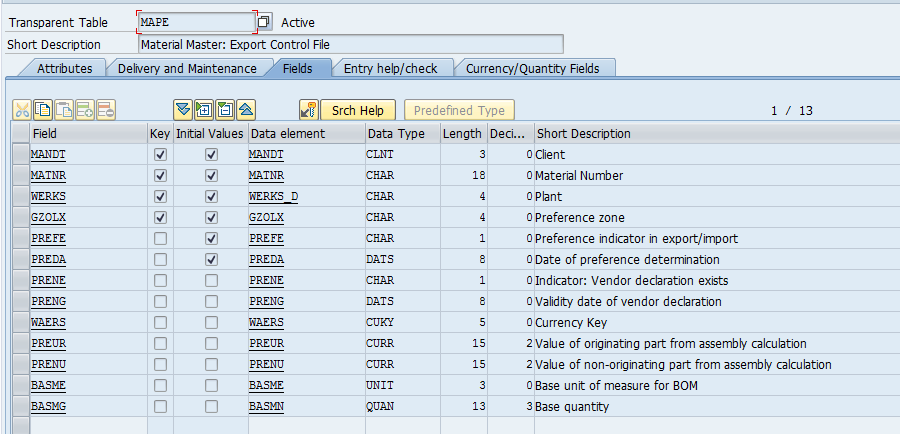 Transparent Table MAPE Active
Short Description Material Master: Export Control File
Attributes Delivery and Maintenance Fields Entry help/check Currency/Quantity Fields
Srch Help Predefined Type 1 / 13
Field Key Initial Values Data element Data Type Length Deci... Short Description
MANDT MANDT CLNT 3 0 Client
MATNR MATNR CHAR 18 0 Material Number
WERKS WERKS_D CHAR 4 0 Plant
GZOLX GZOLX CHAR 4 0 Preference zone
PREFE PREFE CHAR 1 0 Preference indicator in export/import
PREDA PREDA DATS 8 0 Date of preference determination
PRENE PRENE CHAR 1 0 Indicator: Vendor declaration exists
PRENG PRENG DATS 8 0 Validity date of vendor declaration
WAERS WAERS CUKY 5 0 Currency Key
PREUR PREUR CURR 15 2 Value of originating part from assembly calculation
PRENU PRENU CURR 15 2 Value of non-originating part from assembly calculation
BASME BASME UNIT 3 0 Base unit of measure for BOM
BASMG BASMN QUAN 13 3 Base quantity